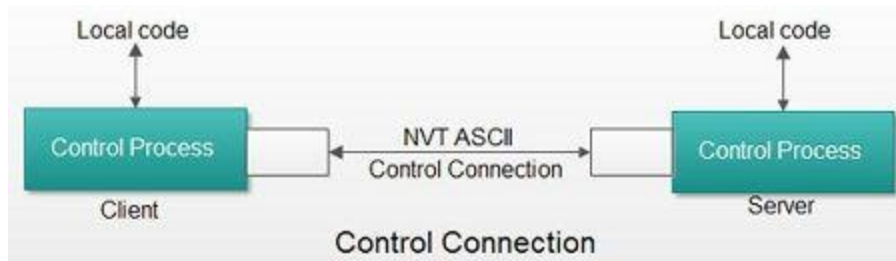 Local code
Local code
Control Process
NVT ASCII
Control Connection
Control Process
Client
Server
Control Connection